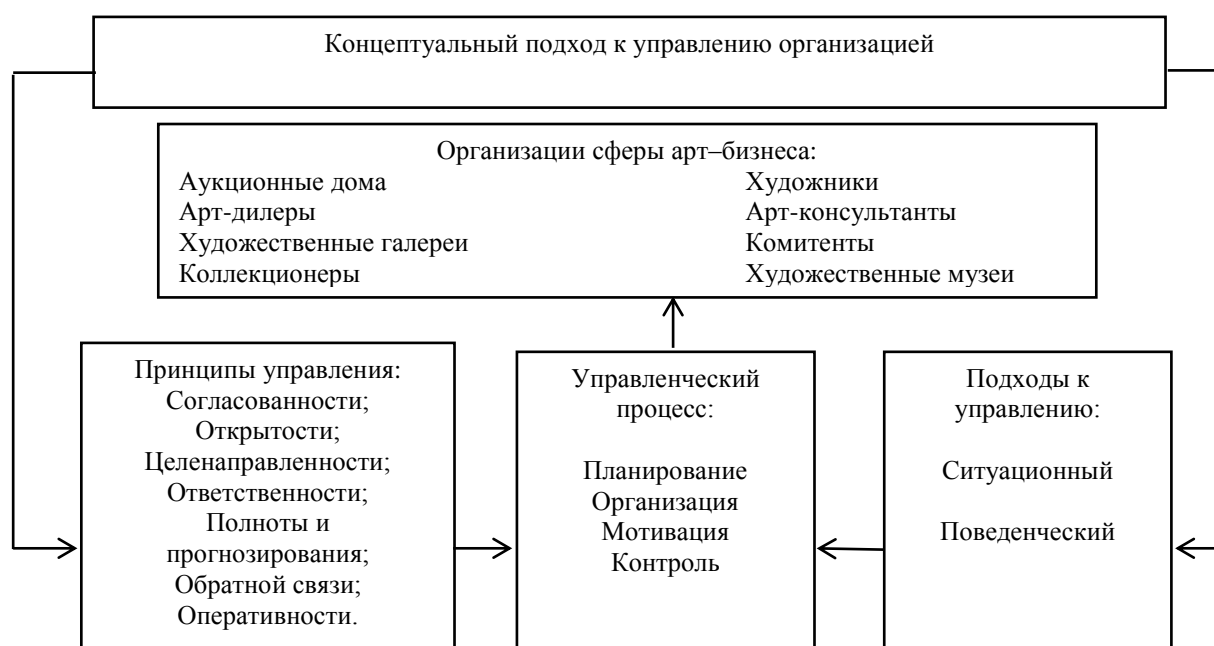 Концептуальный подход к управлению организацией
Организации сферы арт–бизнеса:
Аукционные дома
Арт-дилеры
Художественные галереи
Коллекционеры
Художники
Арт-консультанты
Комитенты
Художественные музеи
Принципы управления:
Согласованности;
Открытости;
Целенаправленности;
Ответственности;
Полноты и
прогнозирования;
Обратной связи;
Оперативности.
Управленческий
процесс:
Планирование
Организация
Мотивация
Контроль
Подходы к
управлению:
Ситуационный
Поведенческий